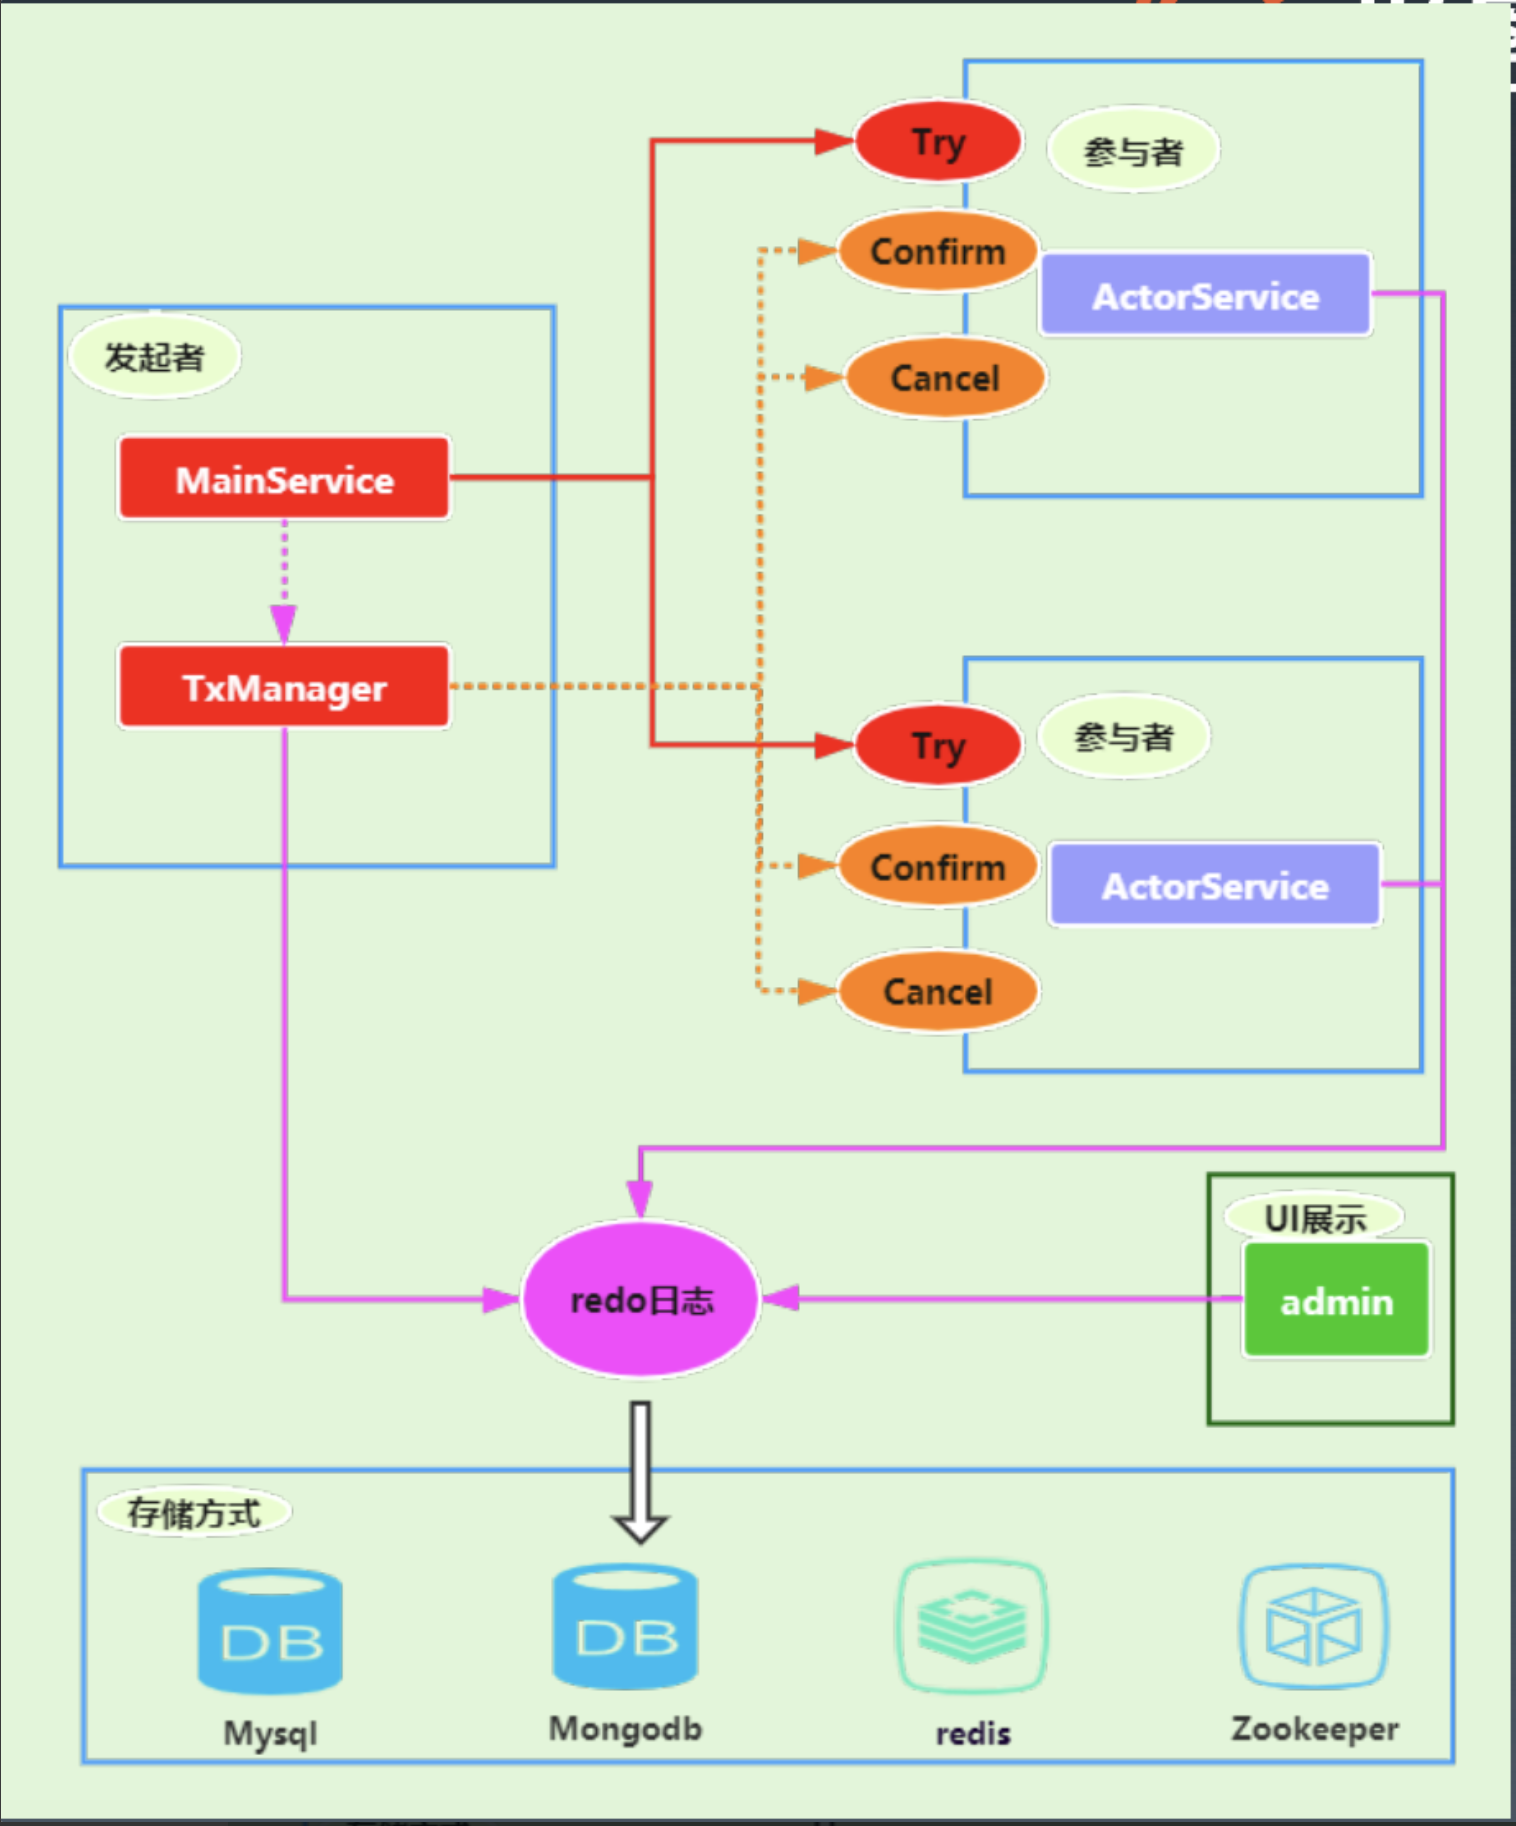 Try
参与者
Confirm
ActorService
Cancel
发起者
MainService
TxManager
Try
参与者
Confirm
ActorService
Cancel
UI展示
redo日志
admin
存储方式
DB
DB
Mysql
Mongodb
redis
Zookeeper